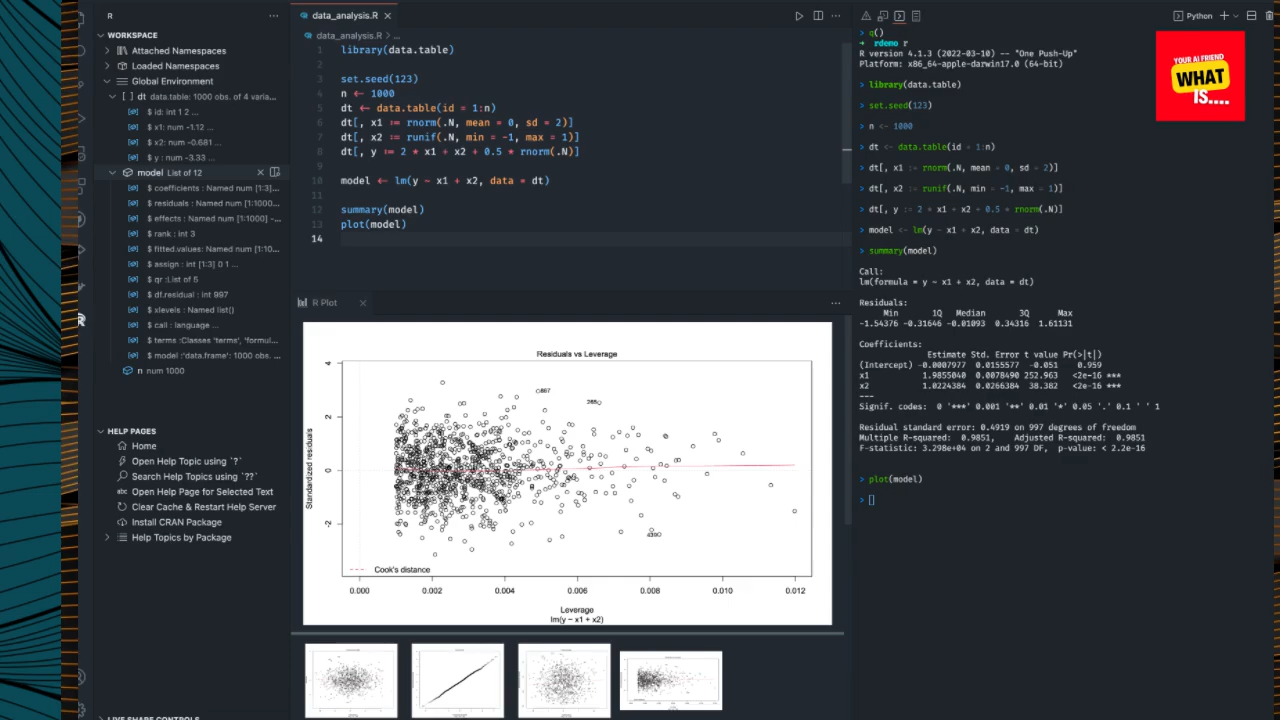 R
WORKSPACE
Attached Namespaces
Loaded Namespaces
Global Environment
[ ] dt data.table: 1000 obs. of 4 varia...
$ id: int 1 2 ...
$ x1: num -1.12 ...
$ x2: num -0.681 ...
$ y : num -3.33 ...
model List of 12
$ coefficients : Named num [1:3]...
$ residuals : Named num [1:1000...
$ effects : Named num [1:1000] -...
$ rank : int 3
$ fitted.values: Named num [1:10...
$ assign : int [1:3] 0 1 ...
$ qr :List of 5
$ df.residual : int 997
$ xlevels : Named list()
$ call : language ...
$ terms :Classes 'terms', 'formul...
$ model :'data.frame': 1000 obs. ...
n num 1000
HELP PAGES
Home
Open Help Topic using `?`
Search Help Topics using `??`
Open Help Page for Selected Text
Clear Cache & Restart Help Server
Install CRAN Package
Help Topics by Package
LIVE SHARE CONTROLS
data_analysis.R
data_analysis.R > ...
1 library(data.table)
2
3 set.seed(123)
4 n ← 1000
5 dt ← data.table(id = 1:n)
6 dt[, x1 := rnorm(.N, mean = 0, sd = 2)]
7 dt[, x2 := runif(.N, min = -1, max = 1)]
8 dt[, y := 2 * x1 + x2 + 0.5 * rnorm(.N)]
9
10 model ← lm(y ~ x1 + x2, data = dt)
11
12 summary(model)
13 plot(model)
14
R Plot
Residuals vs Leverage
Standardized residuals
4
2
0
-2
867
265
439
Cook's distance
0.000 0.002 0.004 0.006 0.008 0.010 0.012
Leverage
lm(y ~ x1 + x2)
Python
> q()
➜ rdemo r
R version 4.1.3 (2022-03-10) -- "One Push-Up"
Platform: x86_64-apple-darwin17.0 (64-bit)
> library(data.table)
> set.seed(123)
> n <- 1000
> dt <- data.table(id = 1:n)
> dt[, x1 := rnorm(.N, mean = 0, sd = 2)]
> dt[, x2 := runif(.N, min = -1, max = 1)]
> dt[, y := 2 * x1 + x2 + 0.5 * rnorm(.N)]
> model <- lm(y ~ x1 + x2, data = dt)
> summary(model)
Call:
lm(formula = y ~ x1 + x2, data = dt)
Residuals:
Min 1Q Median 3Q Max
-1.54376 -0.31646 -0.01093 0.34316 1.61131
Coefficients:
Estimate Std. Error t value Pr(>|t|)
(Intercept) -0.0007977 0.0155577 -0.051 0.959
x1 1.9855040 0.0078490 252.963 <2e-16 ***
x2 1.0224384 0.0266384 38.382 <2e-16 ***
---
Signif. codes: 0 '***' 0.001 '**' 0.01 '*' 0.05 '.' 0.1 ' ' 1
Residual standard error: 0.4919 on 997 degrees of freedom
Multiple R-squared: 0.9851, Adjusted R-squared: 0.9851
F-statistic: 3.298e+04 on 2 and 997 DF, p-value: < 2.2e-16
> plot(model)
>
YOUR AI FRIEND
WHAT
IS....